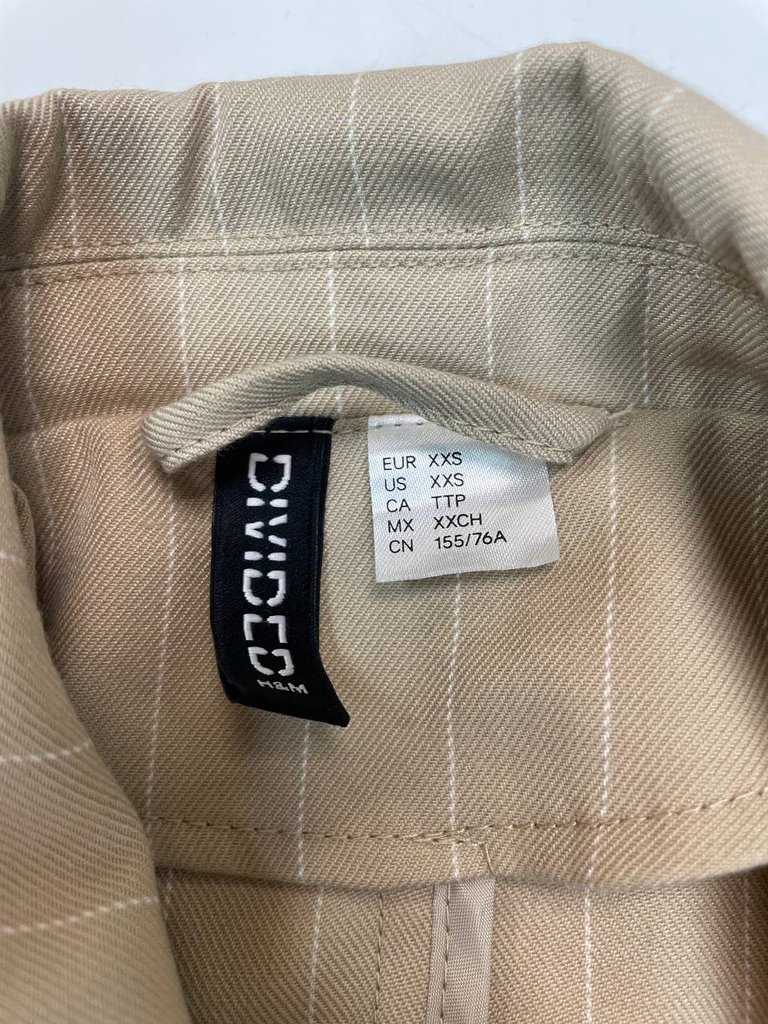 DIVIDED
H&M
EUR XXS
US XXS
CA TTP
MX XXCH
CN 155/76A